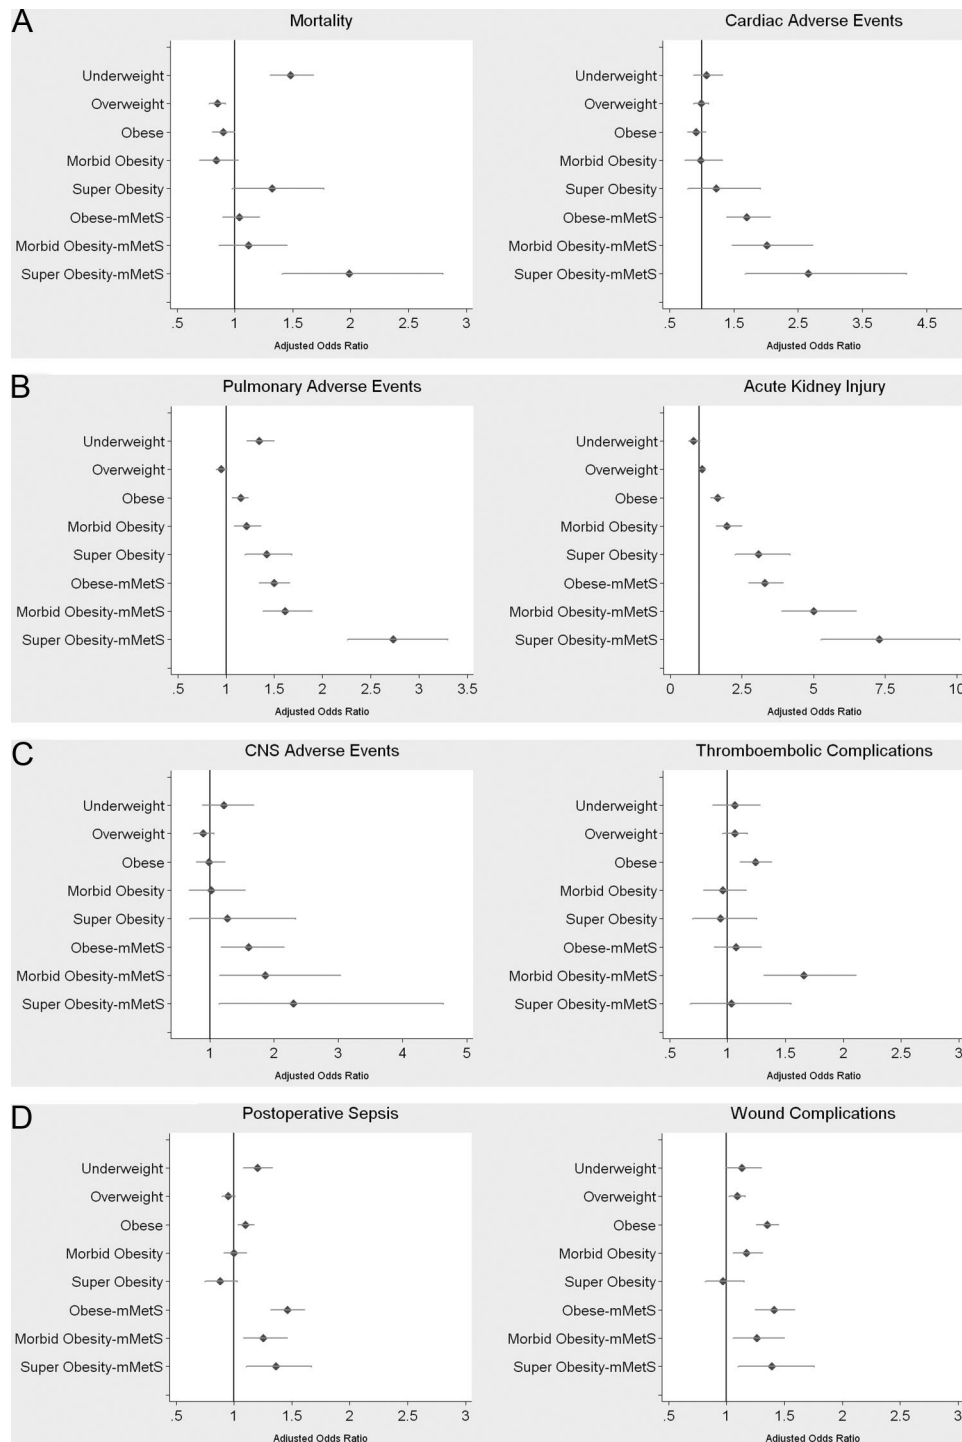 A
Mortality
Underweight
Overweight
Obese
Morbid Obesity
Super Obesity
Obese-mMetS
Morbid Obesity-mMetS
Super Obesity-mMetS
.5 1 1.5 2 2.5 3
Adjusted Odds Ratio
Cardiac Adverse Events
Underweight
Overweight
Obese
Morbid Obesity
Super Obesity
Obese-mMetS
Morbid Obesity-mMetS
Super Obesity-mMetS
.5 1.5 2.5 3.5 4.5
Adjusted Odds Ratio
B
Pulmonary Adverse Events
Underweight
Overweight
Obese
Morbid Obesity
Super Obesity
Obese-mMetS
Morbid Obesity-mMetS
Super Obesity-mMetS
.5 1 1.5 2 2.5 3 3.5
Adjusted Odds Ratio
Acute Kidney Injury
Underweight
Overweight
Obese
Morbid Obesity
Super Obesity
Obese-mMetS
Morbid Obesity-mMetS
Super Obesity-mMetS
0 2.5 5 7.5 10
Adjusted Odds Ratio
C
CNS Adverse Events
Underweight
Overweight
Obese
Morbid Obesity
Super Obesity
Obese-mMetS
Morbid Obesity-mMetS
Super Obesity-mMetS
1 2 3 4 5
Adjusted Odds Ratio
Thromboembolic Complications
Underweight
Overweight
Obese
Morbid Obesity
Super Obesity
Obese-mMetS
Morbid Obesity-mMetS
Super Obesity-mMetS
.5 1 1.5 2 2.5 3
Adjusted Odds Ratio
D
Postoperative Sepsis
Underweight
Overweight
Obese
Morbid Obesity
Super Obesity
Obese-mMetS
Morbid Obesity-mMetS
Super Obesity-mMetS
.5 1 1.5 2 2.5 3
Adjusted Odds Ratio
Wound Complications
Underweight
Overweight
Obese
Morbid Obesity
Super Obesity
Obese-mMetS
Morbid Obesity-mMetS
Super Obesity-mMetS
.5 1 1.5 2 2.5 3
Adjusted Odds Ratio